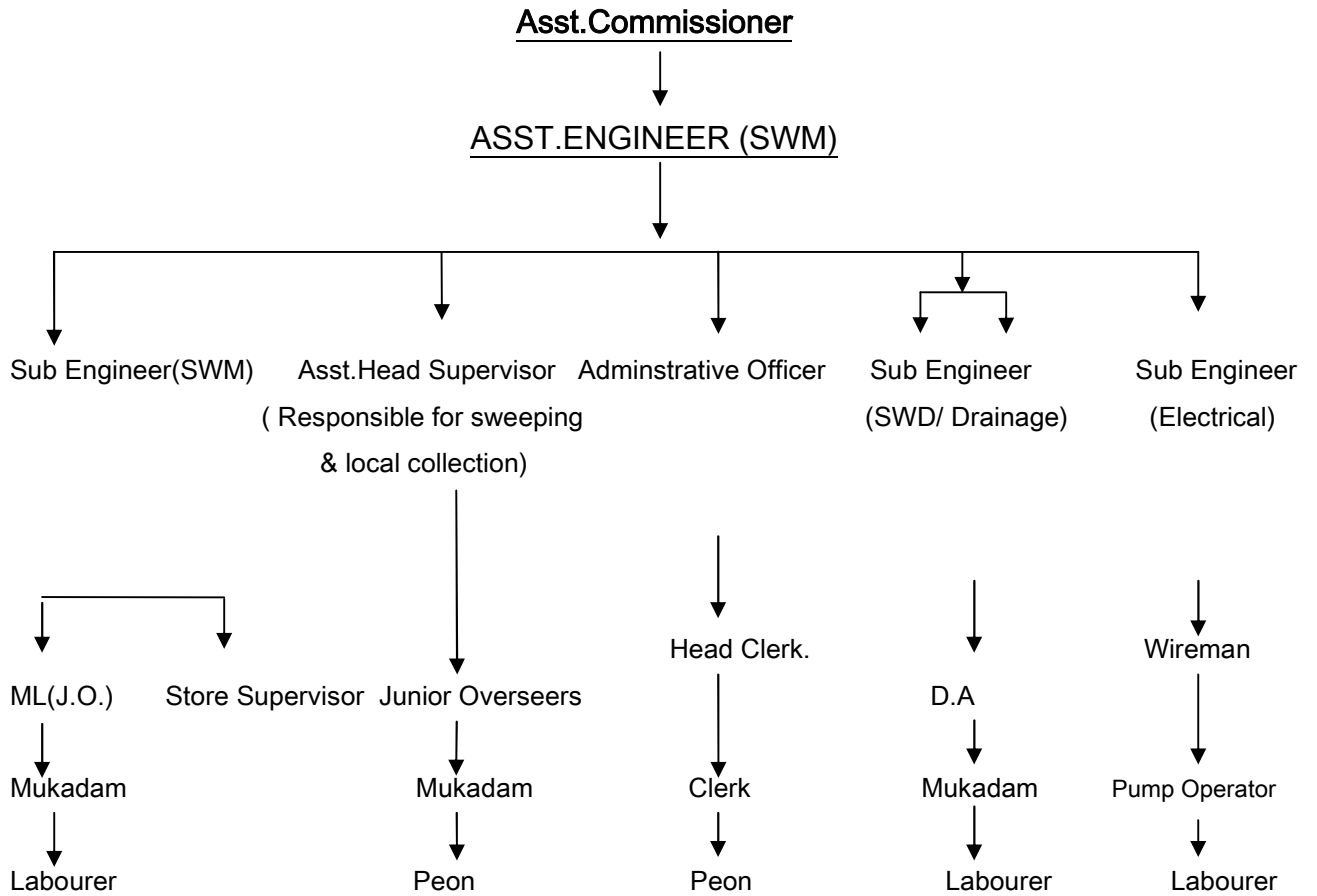 Asst.Commissioner
ASST.ENGINEER (SWM)
Sub Engineer(SWM) Asst.Head Supervisor Adminstrative Officer Sub Engineer Sub Engineer
( Responsible for sweeping (SWD/ Drainage) (Electrical)
& local collection)
Head Clerk. Wireman
ML(J.O.) Store Supervisor Junior Overseers D.A
Mukadam Mukadam Clerk Mukadam Pump Operator
Labourer Peon Peon Labourer Labourer